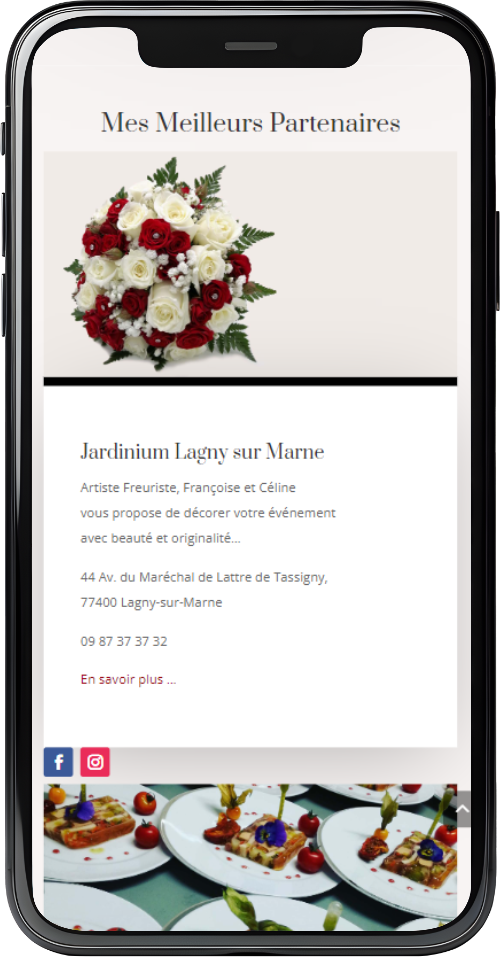 Mes Meilleurs Partenaires
Jardinium Lagny sur Marne
Artiste Freuriste, Françoise et Céline
vous propose de décorer votre événement
avec beauté et originalité...
44 Av. du Maréchal de Lattre de Tassigny,
77400 Lagny-sur-Marne
09 87 37 37 32
En savoir plus ...